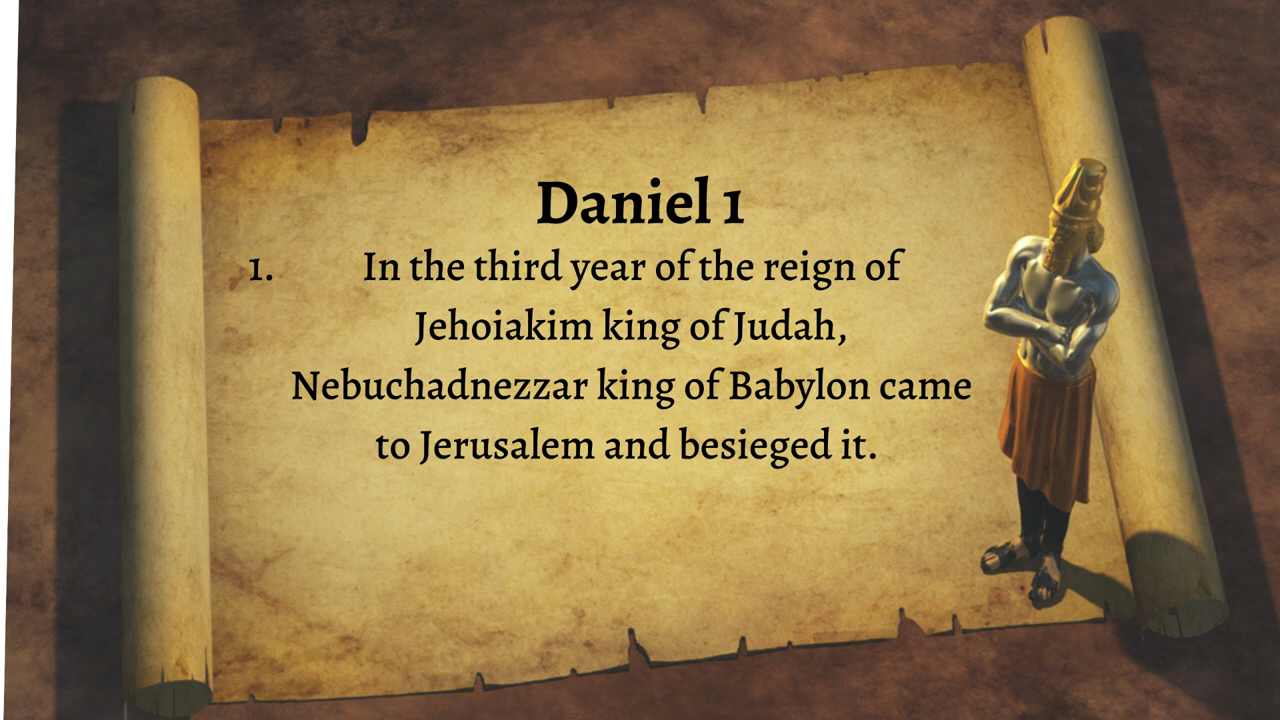 Daniel 1
1. In the third year of the reign of
Jehoiakim king of Judah,
Nebuchadnezzar king of Babylon came
to Jerusalem and besieged it.